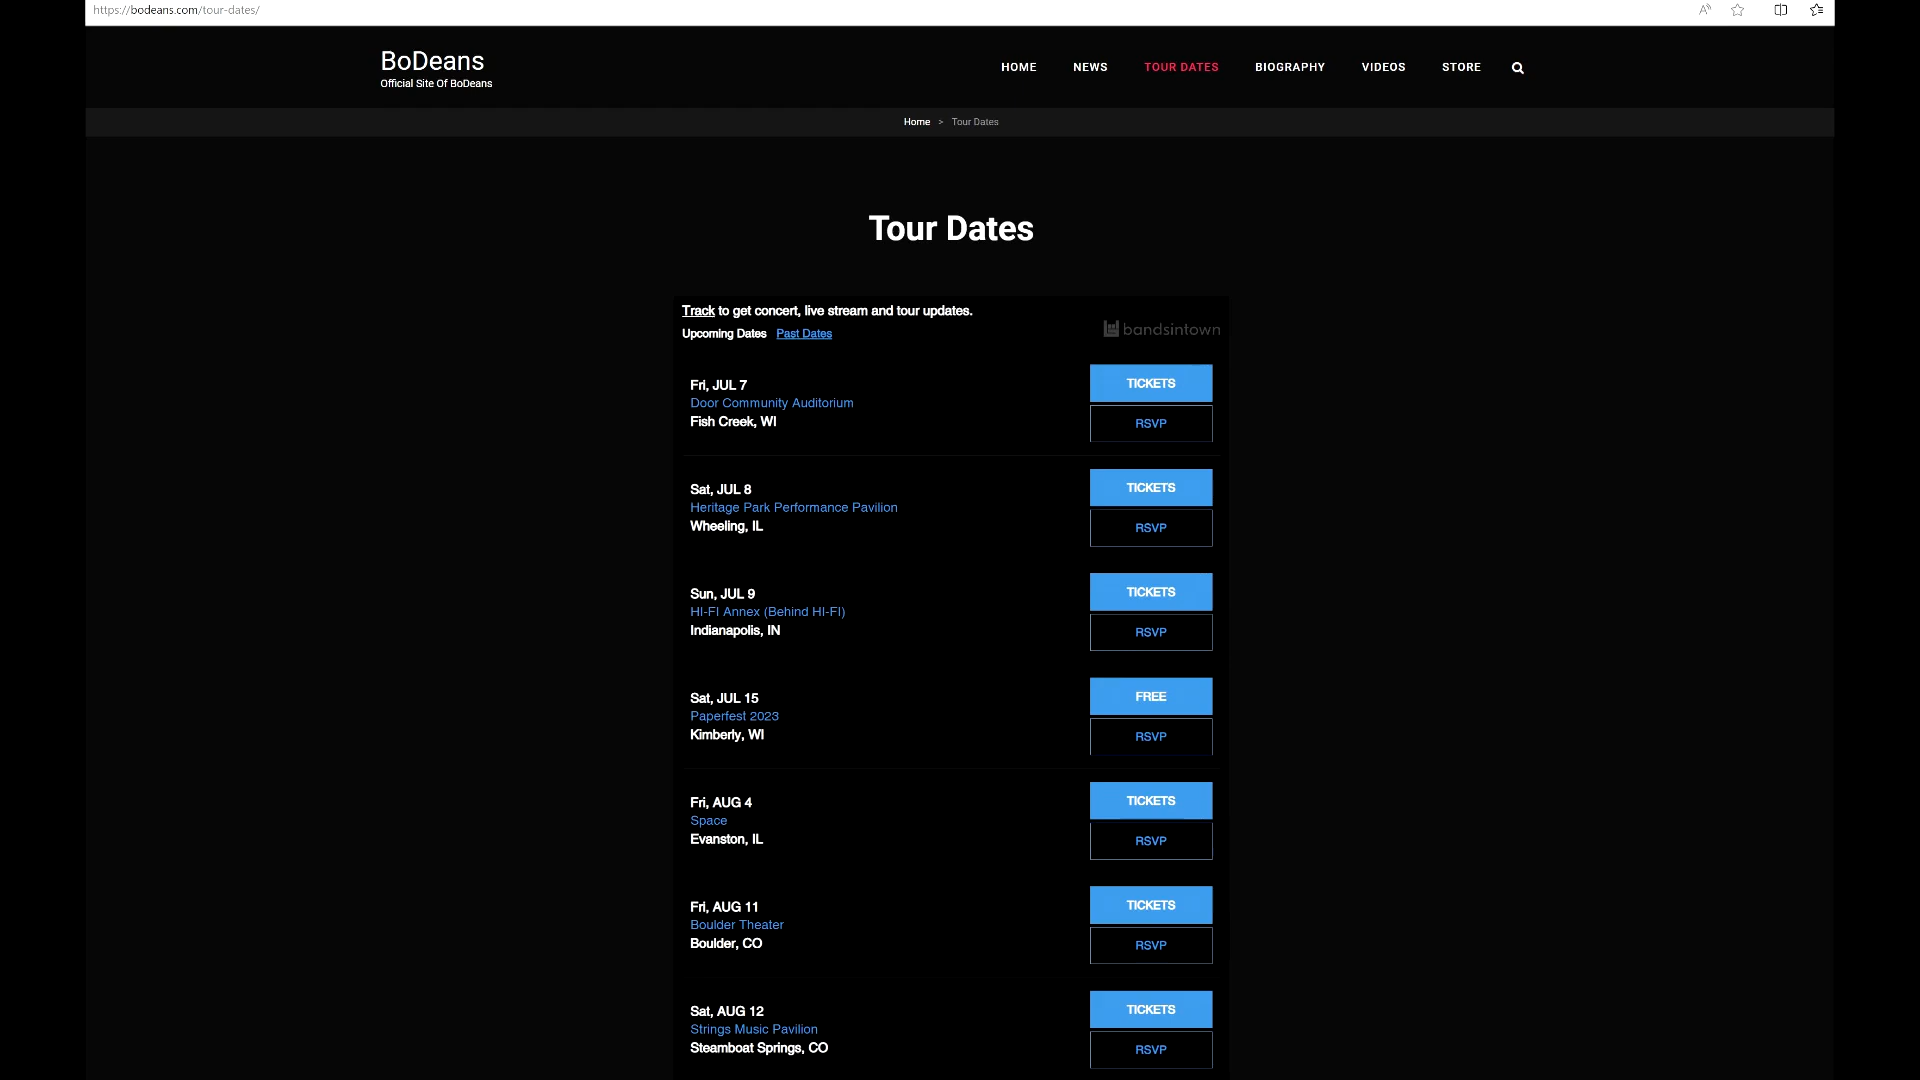 https://bodeans.com/tour-dates/
BoDeans
Official Site Of BoDeans
HOME NEWS TOUR DATES BIOGRAPHY VIDEOS STORE
Home > Tour Dates
Tour Dates
Track to get concert, live stream and tour updates.
Upcoming Dates Past Dates
bandsintown
Fri, JUL 7
Door Community Auditorium
Fish Creek, WI
TICKETS
RSVP
Sat, JUL 8
Heritage Park Performance Pavilion
Wheeling, IL
TICKETS
RSVP
Sun, JUL 9
HI-FI Annex (Behind HI-FI)
Indianapolis, IN
TICKETS
RSVP
Sat, JUL 15
Paperfest 2023
Kimberly, WI
FREE
RSVP
Fri, AUG 4
Space
Evanston, IL
TICKETS
RSVP
Fri, AUG 11
Boulder Theater
Boulder, CO
TICKETS
RSVP
Sat, AUG 12
Strings Music Pavilion
Steamboat Springs, CO
TICKETS
RSVP